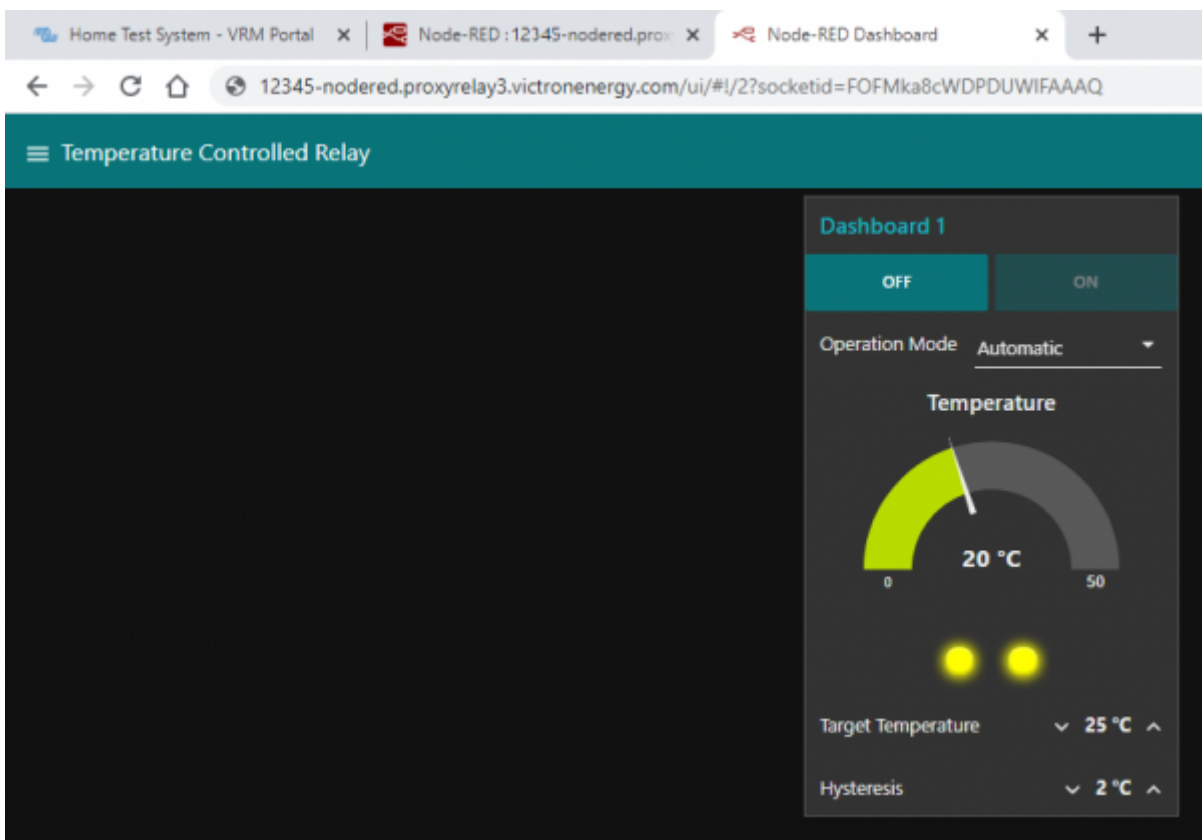 Home Test System - VRM Portal
Node-RED : 12345-nodered.prox
Node-RED Dashboard
12345-nodered.proxyrelay3.victronenergy.com/ui/#!/2?socketid=FOFMka8cWDPDUWIFAAAQ
Temperature Controlled Relay
Dashboard 1
OFF ON
Operation Mode Automatic
Temperature
20 °C
0 50
Target Temperature 25 °C
Hysteresis 2 °C